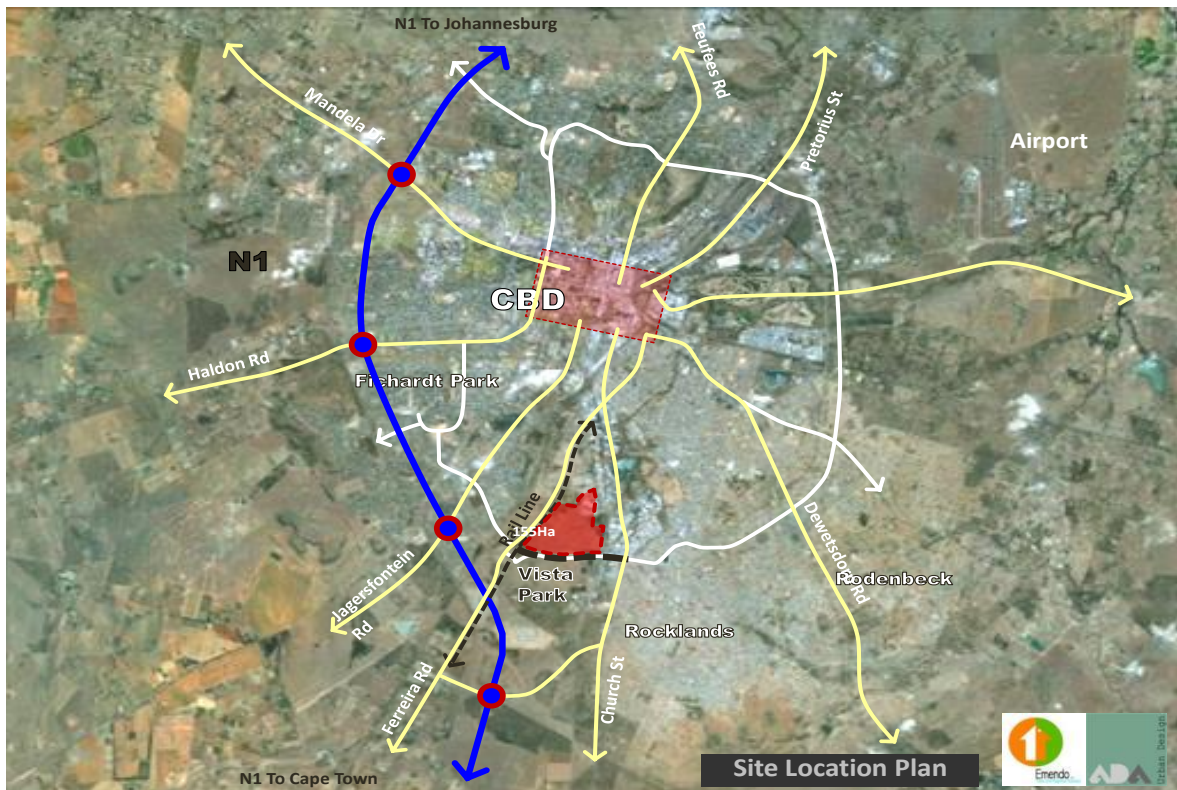 N1 To Johannesburg
Eeufees Rd
Mandela Dr
Pretorius St
Airport
N1
CBD
Haldon Rd
Fichardt Park
Rail Line
155Ha
Dewetsdorp Rd
Jagersfontein
Rd
Vista
Park
Rodenbeck
Rocklands
Ferreira Rd
Church St
N1 To Cape Town
Site Location Plan
Emendo
ADA
Urban Design